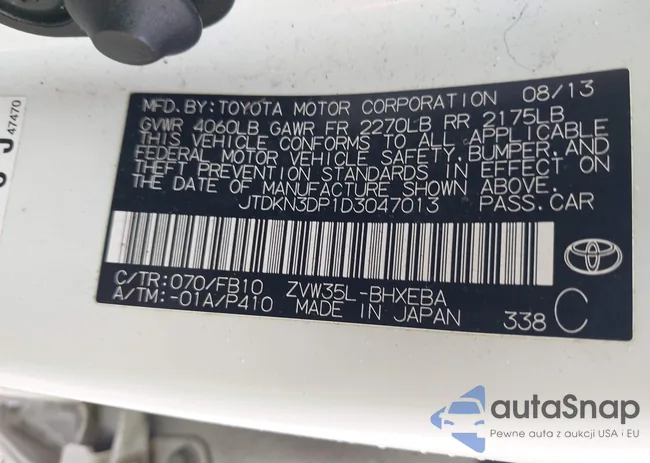 47470
MFD. BY: TOYOTA MOTOR CORPORATION 08/13
GVWR 4060LB GAWR FR 2270LB RR 2175LB
THIS VEHICLE CONFORMS TO ALL APPLICABLE
FEDERAL MOTOR VEHICLE SAFETY, BUMPER, AND
THEFT PREVENTION STANDARDS IN EFFECT ON
THE DATE OF MANUFACTURE SHOWN ABOVE.
JTDKN3DP1D3047013 PASS. CAR
C/TR: 070/FB10 ZVW35L-BHXEBA
A/TM: -01A/P410 MADE IN JAPAN 338 C
autaSnap
Pewne auta z aukcji USA i EU